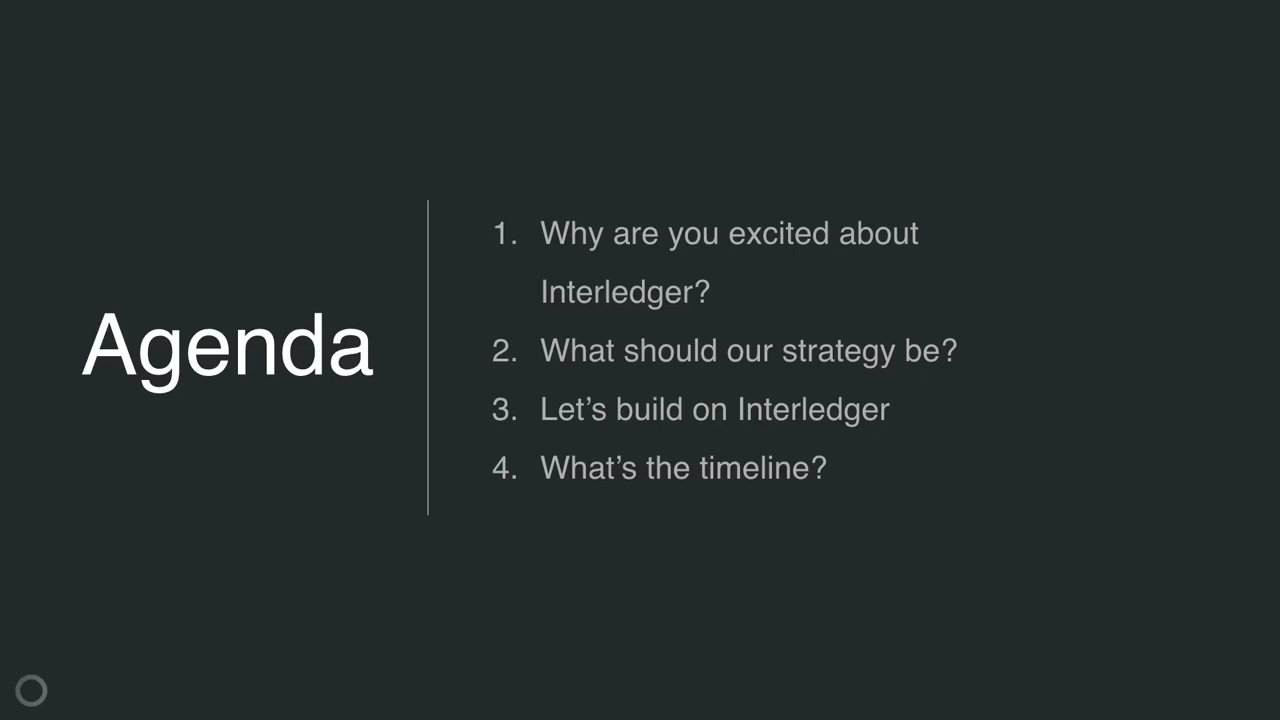 Agenda
1. Why are you excited about
Interledger?
2. What should our strategy be?
3. Let’s build on Interledger
4. What’s the timeline?